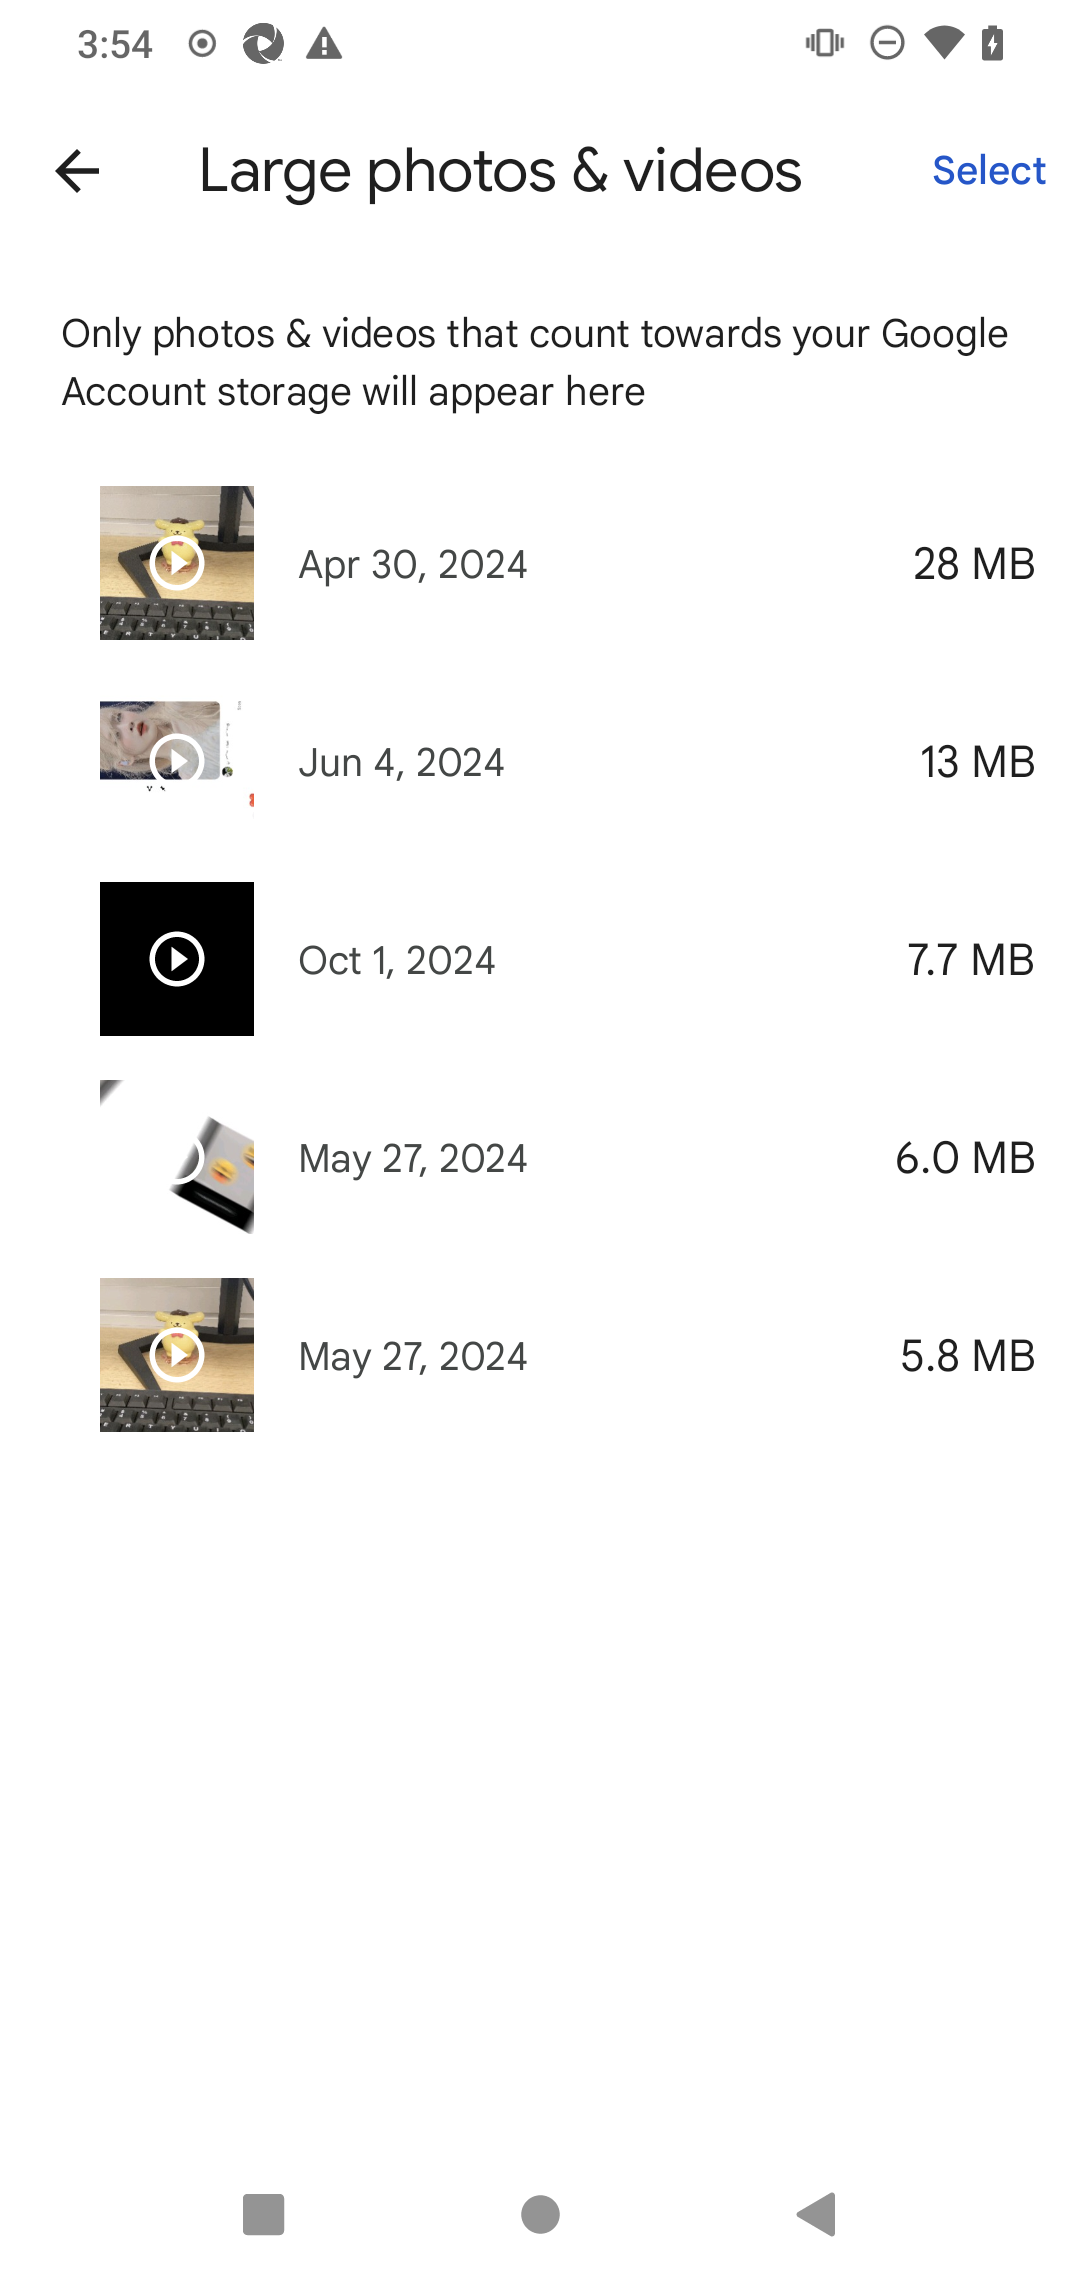 3:54
Large photos & videos
Select
Only photos & videos that count towards your Google
Account storage will appear here
Apr 30, 2024
28 MB
Jun 4, 2024
13 MB
Oct 1, 2024
7.7 MB
May 27, 2024
6.0 MB
May 27, 2024
5.8 MB